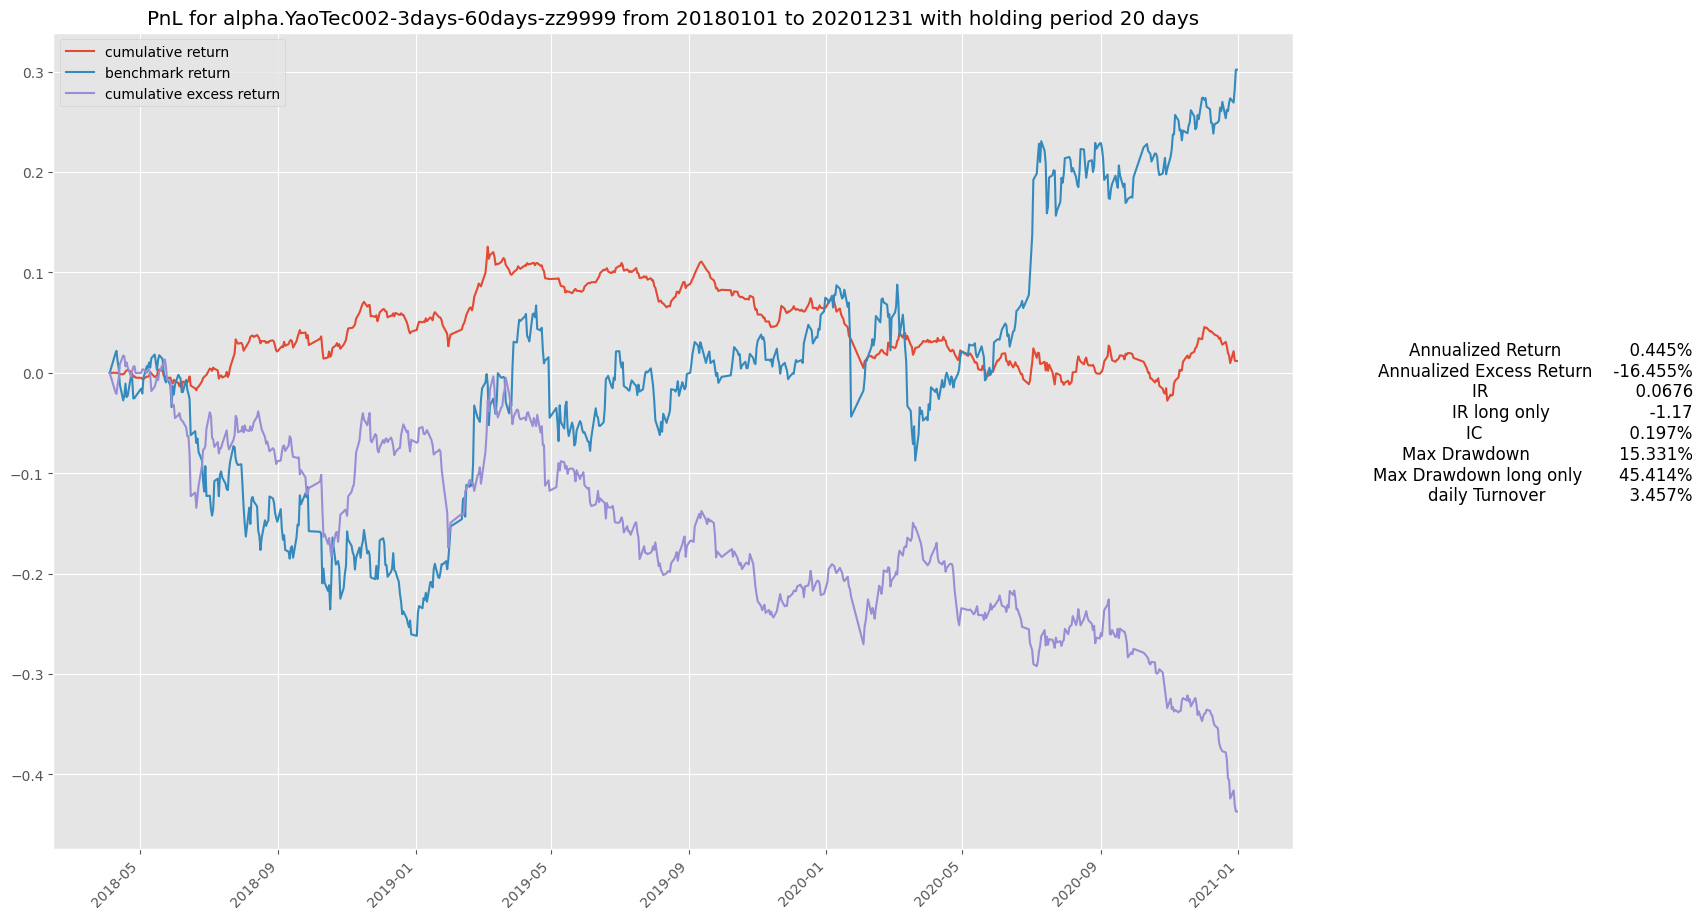 PnL for alpha.YaoTec002-3days-60days-zz9999 from 20180101 to 20201231 with holding period 20 days
cumulative return
benchmark return
cumulative excess return
0.3
0.2
0.1
0.0
−0.1
−0.2
−0.3
−0.4
2018-05
2018-09
2019-01
2019-05
2019-09
2020-01
2020-05
2020-09
2021-01
Annualized Return 0.445%
Annualized Excess Return -16.455%
IR 0.0676
IR long only -1.17
IC 0.197%
Max Drawdown 15.331%
Max Drawdown long only 45.414%
daily Turnover 3.457%